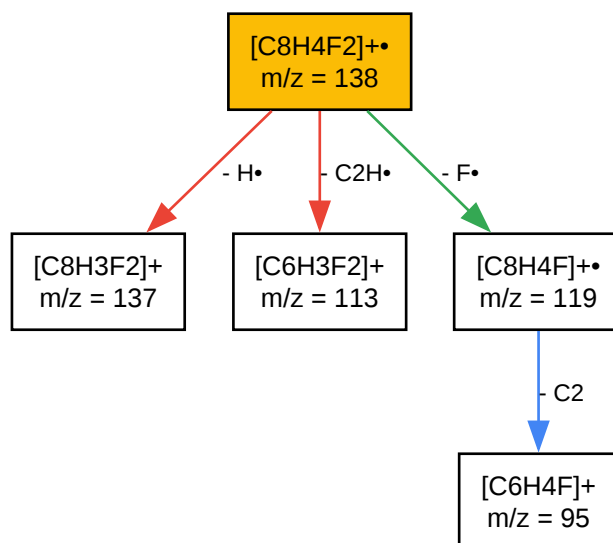 [C8H4F2]+•
m/z = 138
- H•
- C2H•
- F•
[C8H3F2]+
m/z = 137
[C6H3F2]+
m/z = 113
[C8H4F]+•
m/z = 119
- C2
[C6H4F]+
m/z = 95